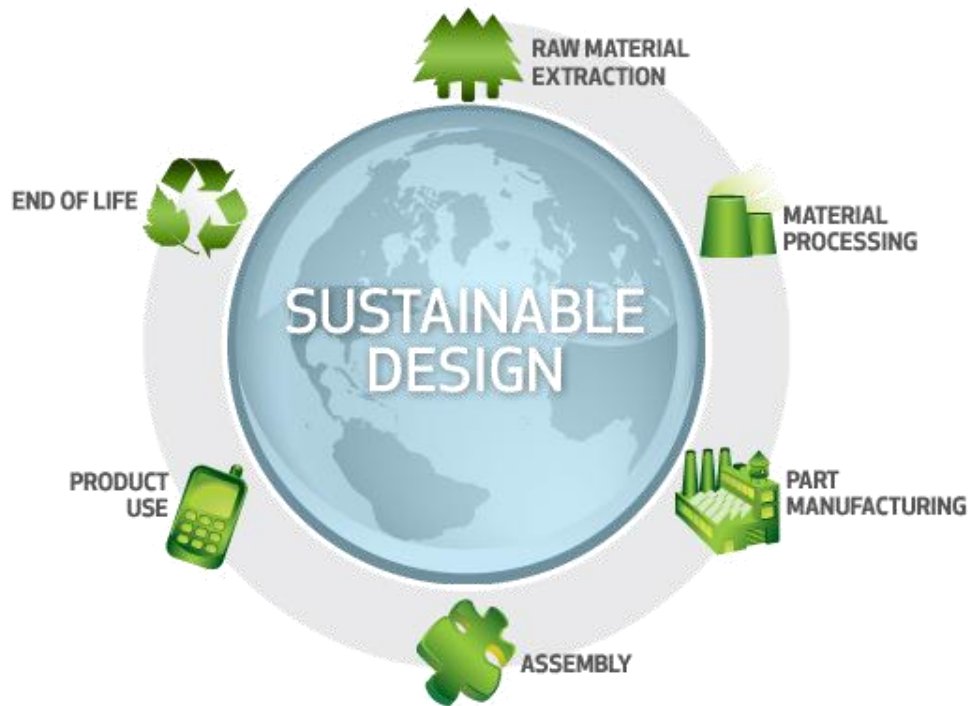 RAW MATERIAL
EXTRACTION
END OF LIFE
MATERIAL
PROCESSING
SUSTAINABLE
DESIGN
PRODUCT
USE
PART
MANUFACTURING
ASSEMBLY